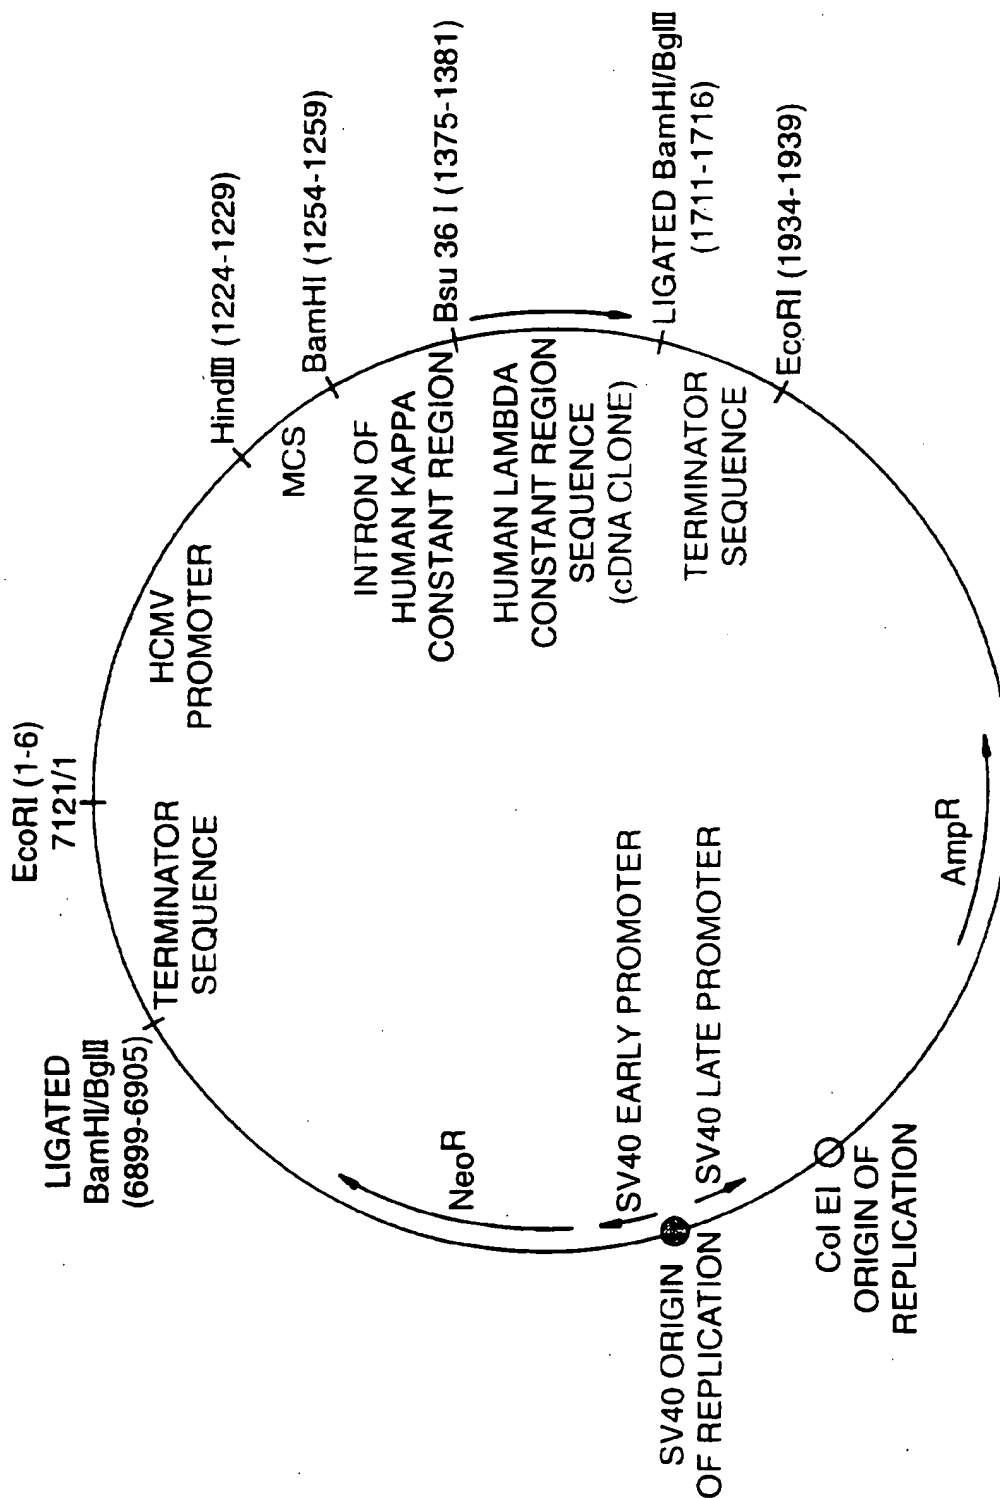 EcoRI (1-6)
7121/1
HCMV
PROMOTER
HindⅢ (1224-1229)
MCS
BamHI (1254-1259)
INTRON OF
HUMAN KAPPA
CONSTANT REGION
Bsu 36 I (1375-1381)
HUMAN LAMBDA
CONSTANT REGION
SEQUENCE
(cDNA CLONE)
LIGATED BamHI/BglⅡ
(1711-1716)
TERMINATOR
SEQUENCE
EcoRI (1934-1939)
AmpR
Col EI
ORIGIN OF
REPLICATION
SV40 LATE PROMOTER
SV40 EARLY PROMOTER
SV40 ORIGIN
OF REPLICATION
NeoR
LIGATED
BamHI/BglⅡ
(6899-6905)
TERMINATOR
SEQUENCE